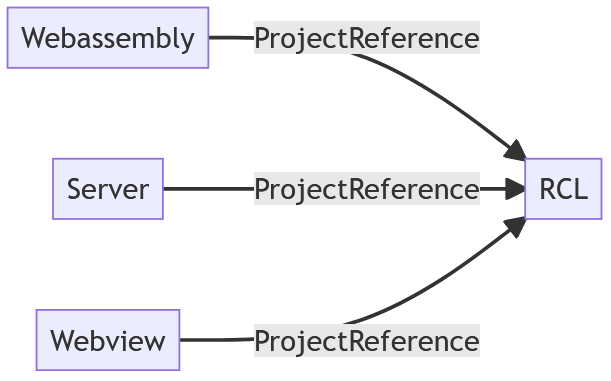 Webassembly
ProjectReference
Server
ProjectReference
RCL
Webview
ProjectReference